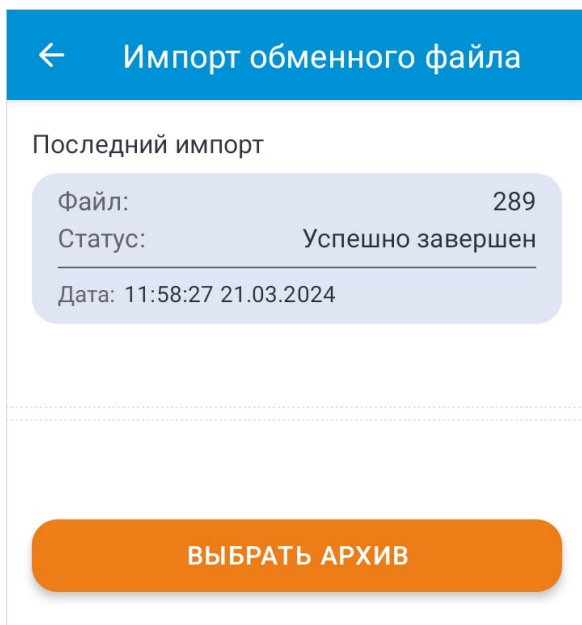 Импорт обменного файла
Последний импорт
Файл: 289
Статус: Успешно завершен
Дата: 11:58:27 21.03.2024
ВЫБРАТЬ АРХИВ